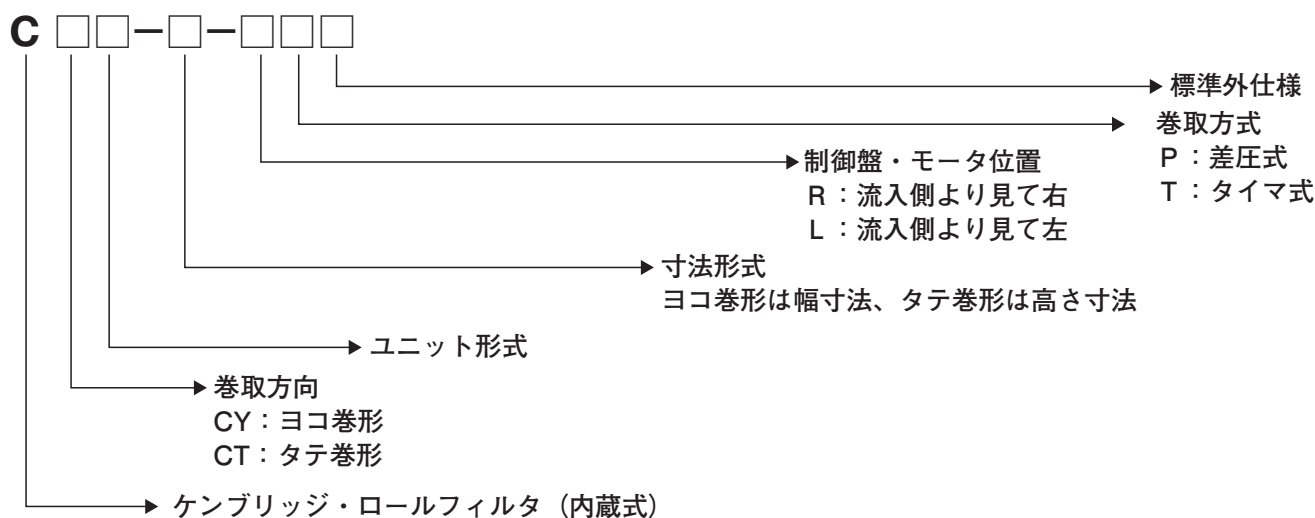 C □□－□－□□□
標準外仕様
巻取方式
P：差圧式
T：タイマ式
制御盤・モータ位置
R：流入側より見て右
L：流入側より見て左
寸法形式
ヨコ巻形は幅寸法、タテ巻形は高さ寸法
ユニット形式
巻取方向
CY：ヨコ巻形
CT：タテ巻形
ケンブリッジ・ロールフィルタ（内蔵式）